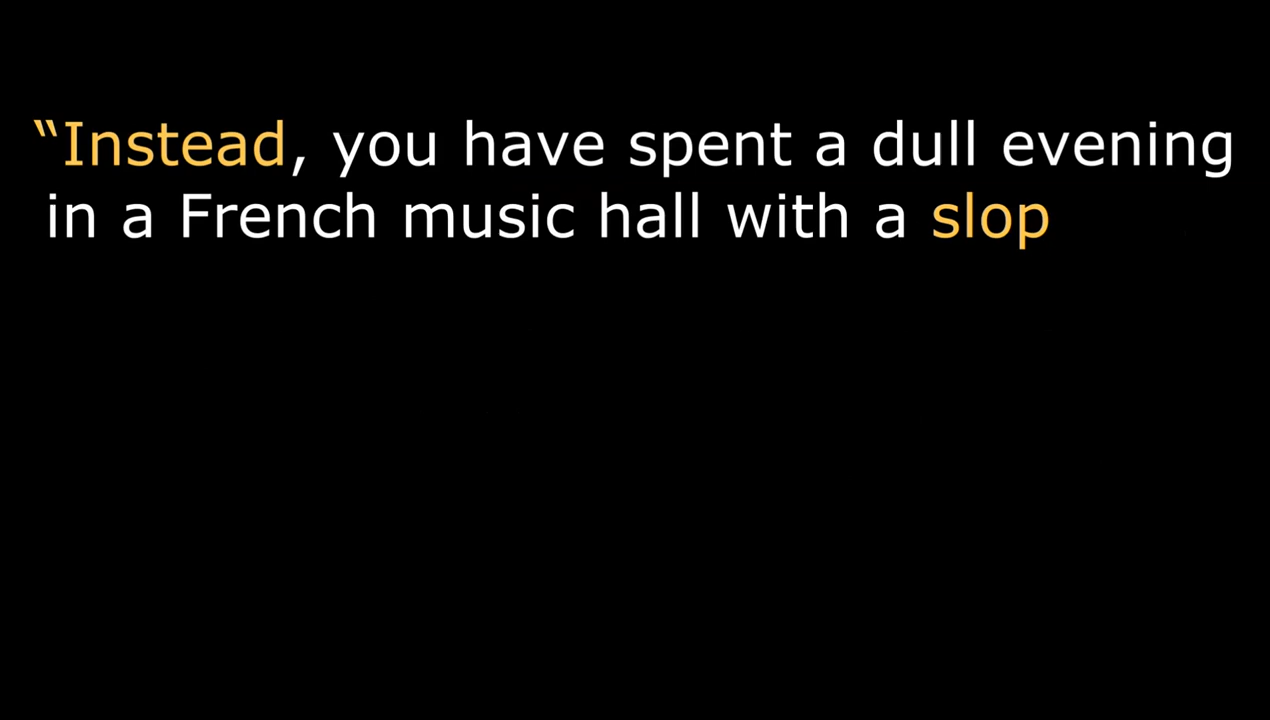 “Instead, you have spent a dull evening
in a French music hall with a slop